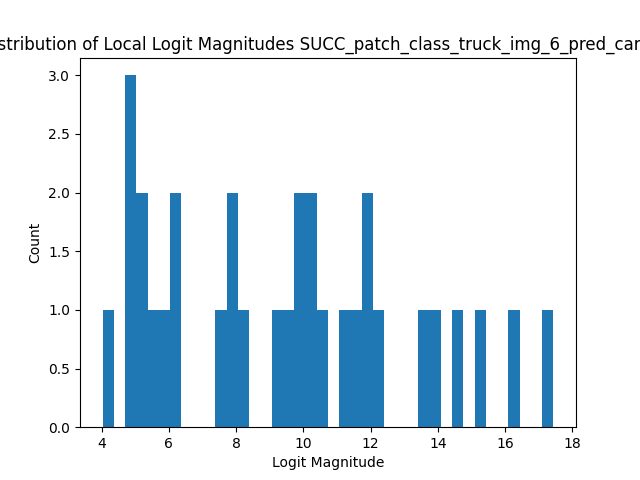 stribution of Local Logit Magnitudes SUCC_patch_class_truck_img_6_pred_car
3.0
2.5
2.0
1.5
1.0
0.5
0.0
Count
4 6 8 10 12 14 16 18
Logit Magnitude